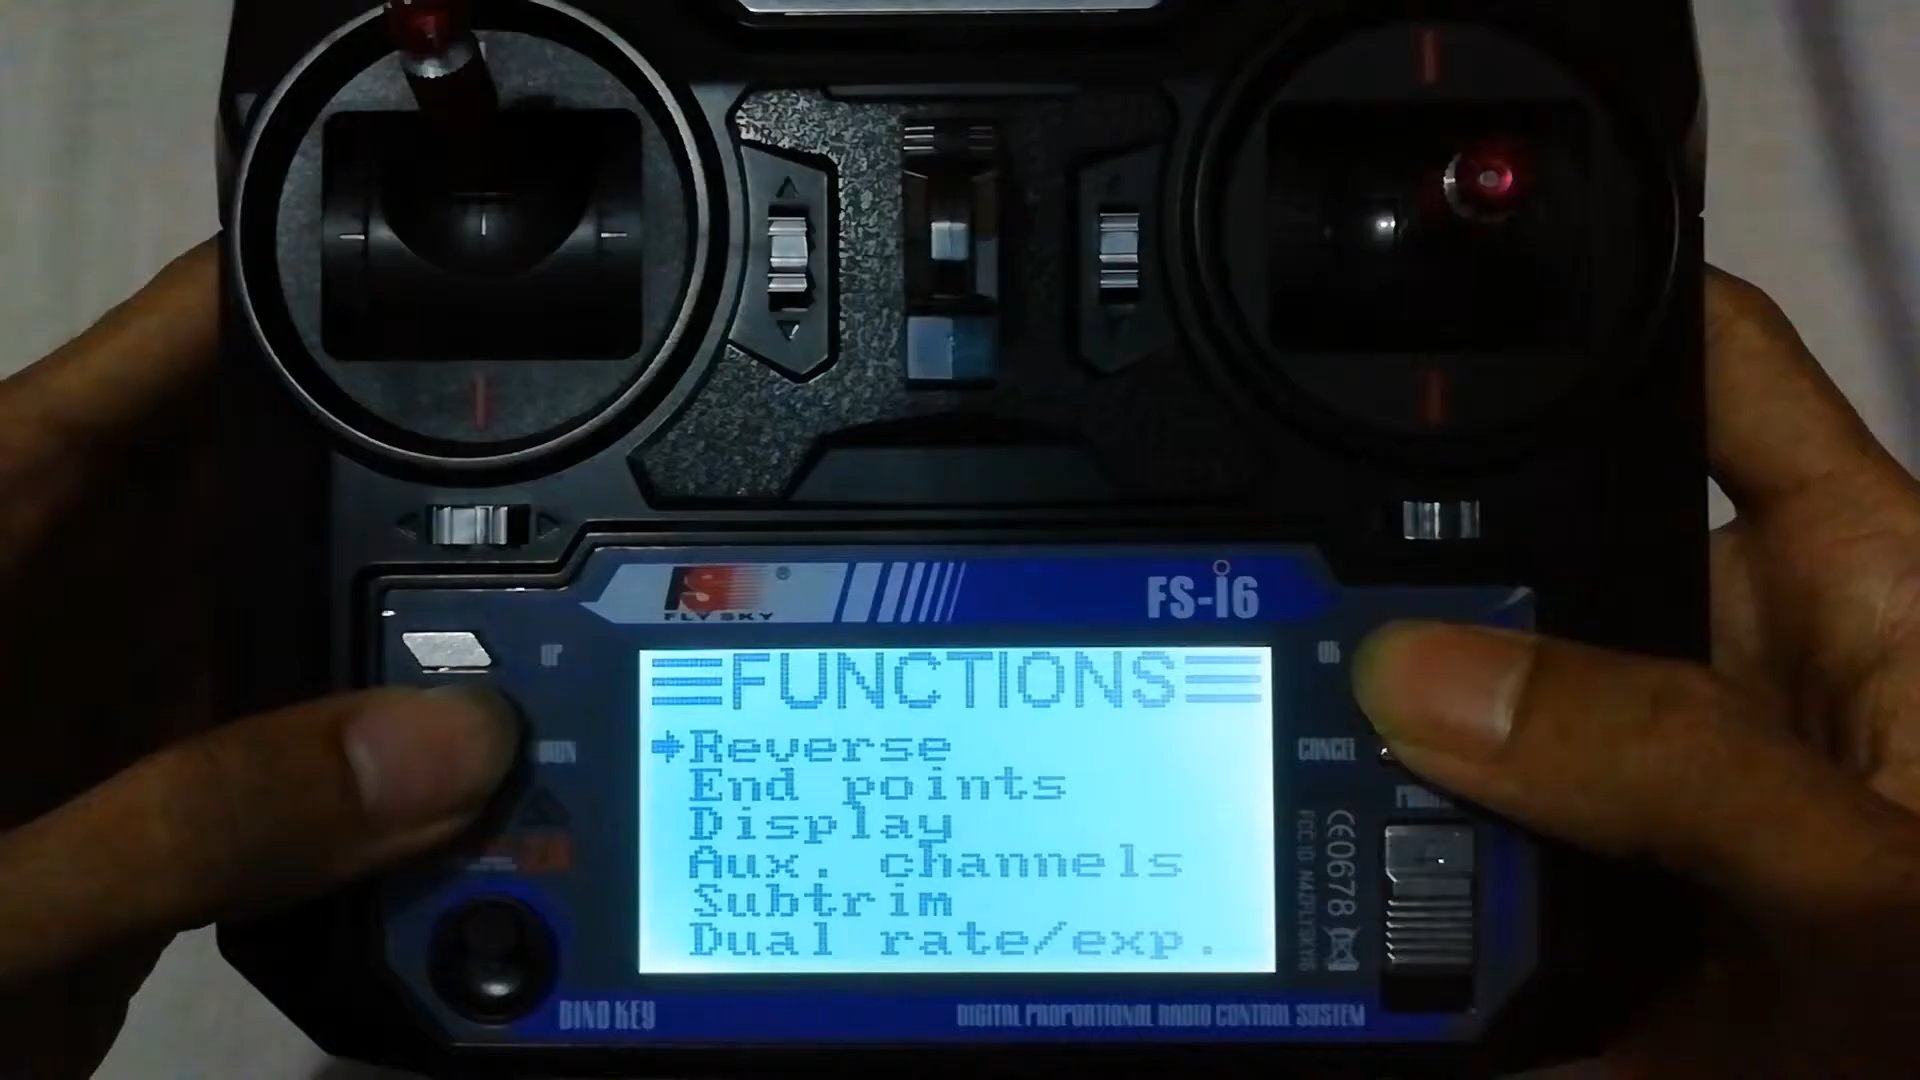 FS ®
FLY SKY
FS-i6
UP
OK
FUNCTIONS
Reverse
End points
Display
Aux. channels
Subtrim
Dual rate/exp.
CANCEL
CE0678
BIND KEY
DIGITAL PROPORTIONAL RADIO CONTROL SYSTEM